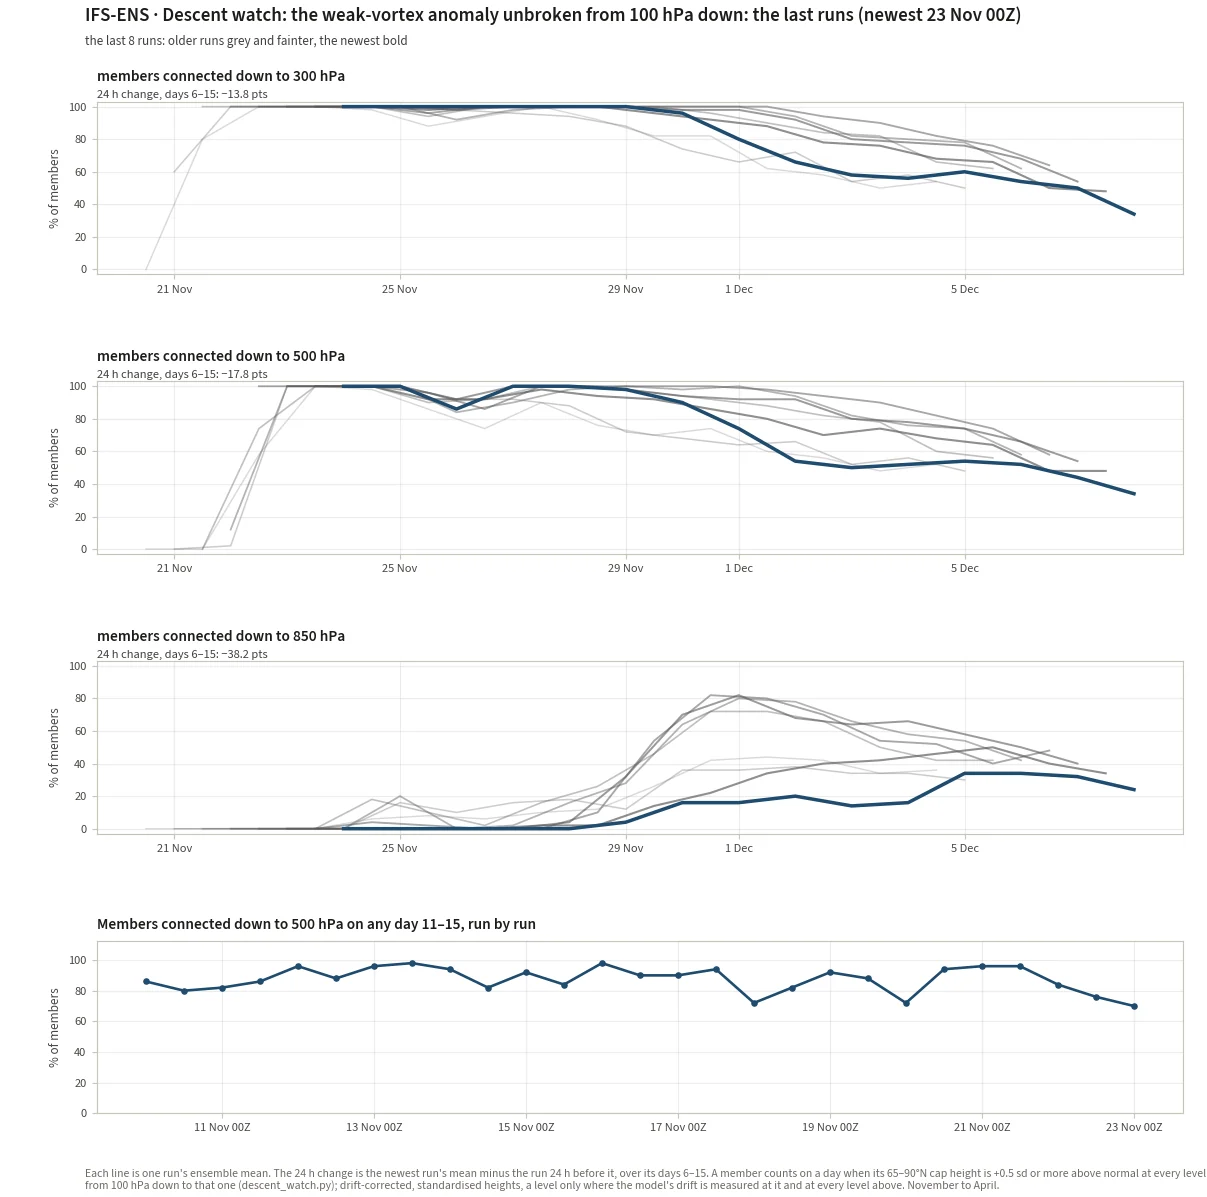 IFS-ENS · Descent watch: the weak-vortex anomaly unbroken from 100 hPa down: the last runs (newest 23 Nov 00Z)
the last 8 runs: older runs grey and fainter, the newest bold
members connected down to 300 hPa
24 h change, days 6–15: −13.8 pts
% of members
100
80
60
40
20
0
21 Nov
25 Nov
29 Nov
1 Dec
5 Dec
members connected down to 500 hPa
24 h change, days 6–15: −17.8 pts
% of members
100
80
60
40
20
0
21 Nov
25 Nov
29 Nov
1 Dec
5 Dec
members connected down to 850 hPa
24 h change, days 6–15: −38.2 pts
% of members
100
80
60
40
20
0
21 Nov
25 Nov
29 Nov
1 Dec
5 Dec
Members connected down to 500 hPa on any day 11–15, run by run
% of members
100
80
60
40
20
0
11 Nov 00Z
13 Nov 00Z
15 Nov 00Z
17 Nov 00Z
19 Nov 00Z
21 Nov 00Z
23 Nov 00Z
Each line is one run's ensemble mean. The 24 h change is the newest run's mean minus the run 24 h before it, over its days 6–15. A member counts on a day when its 65–90°N cap height is +0.5 sd or more above normal at every level
from 100 hPa down to that one (descent_watch.py); drift-corrected, standardised heights, a level only where the model's drift is measured at it and at every level above. November to April.